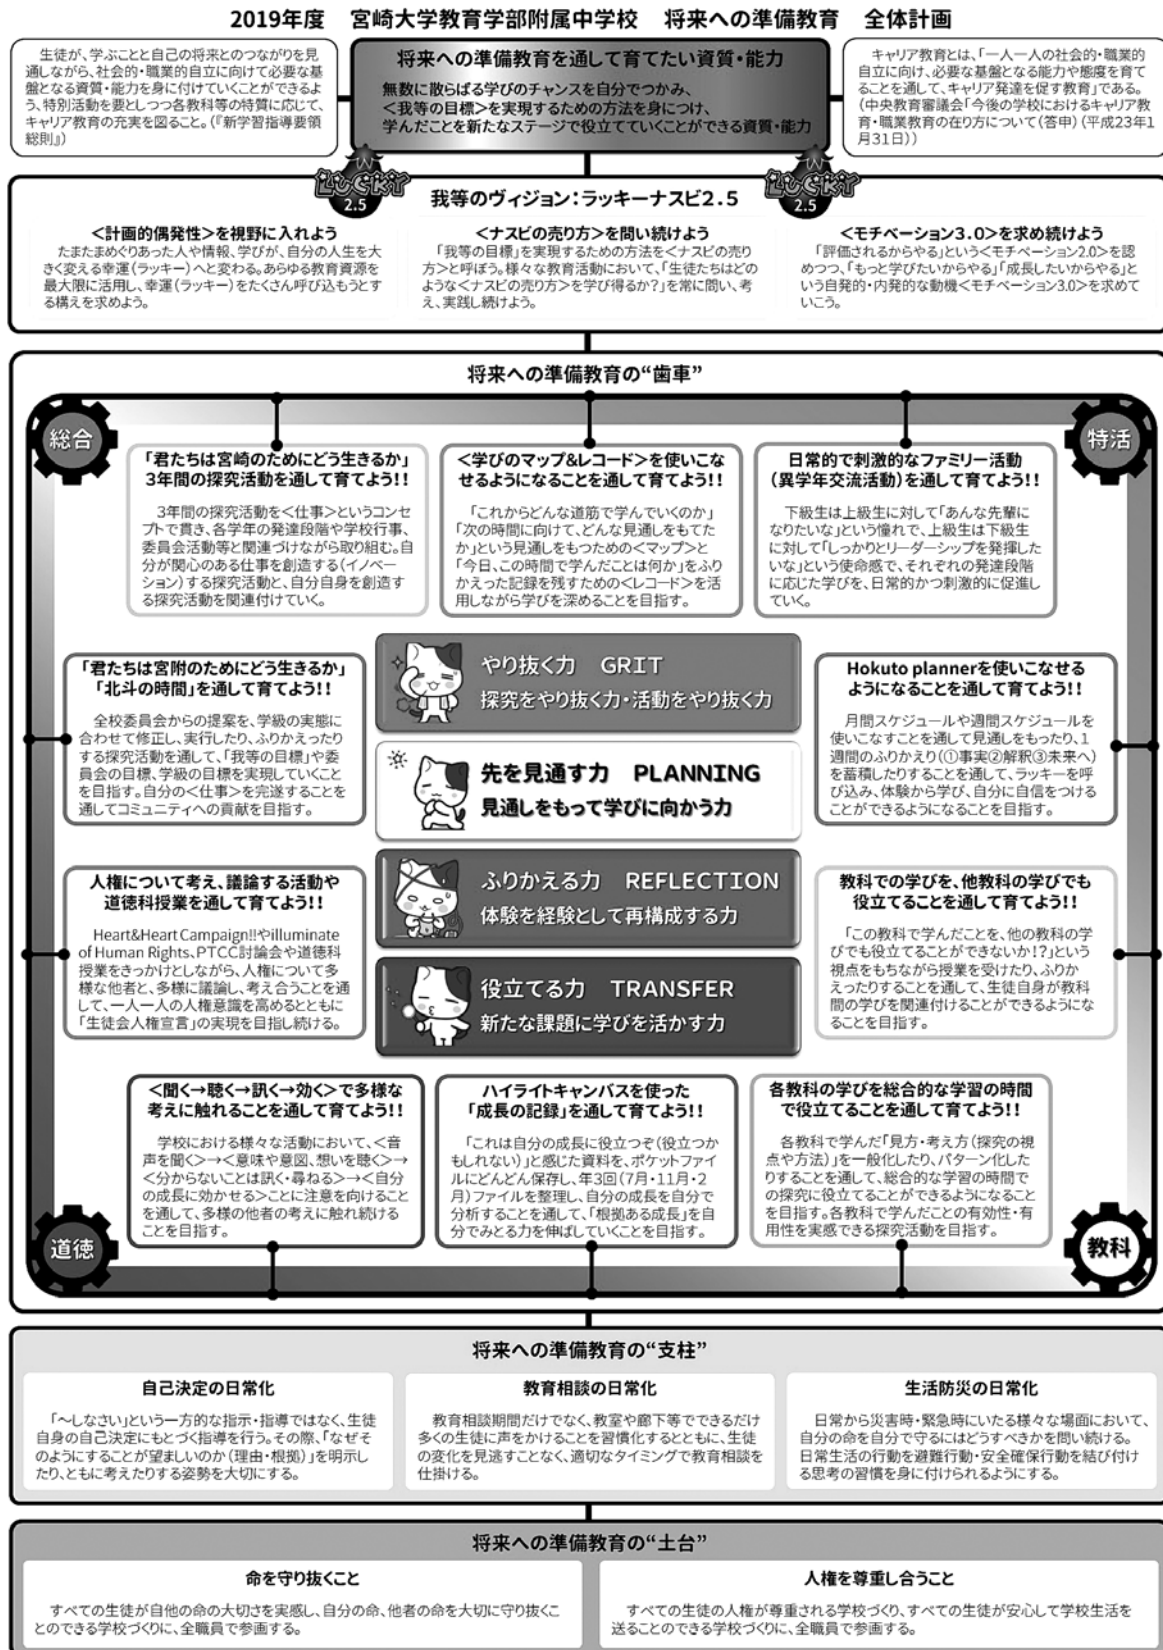 2019年度　宮崎大学教育学部附属中学校　将来への準備教育　全体計画
生徒が、学ぶことと自己の将来とのつながりを見
通しながら、社会的・職業的自立に向けて必要な基
盤となる資質・能力を身に付けていくことができるよ
う、特別活動を要としつつ各教科等の特質に応じて、
キャリア教育の充実を図ること。（『新学習指導要領
総則』）
将来への準備教育を通して育てたい資質・能力
無数に散らばる学びのチャンスを自分でつかみ、
＜我等の目標＞を実現するための方法を身につけ、
学んだことを新たなステージで役立てていくことができる資質・能力
キャリア教育とは、「一人一人の社会的・職業的
自立に向け、必要な基盤となる能力や態度を育て
ることを通して、キャリア発達を促す教育」である。
（中央教育審議会「今後の学校におけるキャリア教
育・職業教育の在り方について（答申）（平成23年1
月31日））
LUCKY
2.5
我等のヴィジョン：ラッキーナスビ2.5
LUCKY
2.5
＜計画的偶発性＞を視野に入れよう
たまたまめぐりあった人や情報、学びが、自分の人生を大
きく変える幸運（ラッキー）へと変わる。あらゆる教育資源を
最大限に活用し、幸運（ラッキー）をたくさん呼び込もうとす
る構えを求めよう。
＜ナスビの売り方＞を問い続けよう
「我等の目標」を実現するための方法を＜ナスビの売り
方＞と呼ぼう。様々な教育活動において、「生徒たちはどの
ような＜ナスビの売り方＞を学び得るか？」を常に問い、考
え、実践し続けよう。
＜モチベーション3.0＞を求め続けよう
「評価されるからやる」という＜モチベーション2.0＞を認
めつつ、「もっと学びたいからやる」「成長したいからやる」と
いう自発的・内発的な動機＜モチベーション3.0＞を求めて
いこう。
将来への準備教育の“歯車”
総合
特活
「君たちは宮崎のためにどう生きるか」
3年間の探究活動を通して育てよう!!
3年間の探究活動を＜仕事＞というコンセ
プトで貫き、各学年の発達段階や学校行事、
委員会活動等と関連づけながら取り組む。自
分が関心のある仕事を創造する（イノベー
ション）する探究活動と、自分自身を創造す
る探究活動を関連付けていく。
＜学びのマップ&レコード＞を使いこな
せるようになることを通して育てよう!!
「これからどんな道筋で学んでいくのか」
「次の時間に向けて、どんな見通しをもてた
か」という見通しをもつための＜マップ＞と
「今日、この時間で学んだことは何か」をふり
かえった記録を残すための＜レコード＞を活
用しながら学びを深めることを目指す。
日常的で刺激的なファミリー活動
（異学年交流活動）を通して育てよう!!
下級生は上級生に対して「あんな先輩に
なりたいな」という憧れで、上級生は下級生
に対して「しっかりとリーダーシップを発揮した
いな」という使命感で、それぞれの発達段階
に応じた学びを、日常的かつ刺激的に促進し
ていく。
「君たちは宮附のためにどう生きるか」
「北斗の時間」を通して育てよう!!
全校委員会からの提案を、学級の実態に
合わせて修正し、実行したり、ふりかえったり
する探究活動を通して、「我等の目標」や委
員会の目標、学級の目標を実現していくこと
を目指す。自分の＜仕事＞を完遂することを
通してコミュニティへの貢献を目指す。
やり抜く力　GRIT
探究をやり抜く力・活動をやり抜く力
先を見通す力　PLANNING
見通しをもって学びに向かう力
Hokuto plannerを使いこなせる
ようになることを通して育てよう!!
月間スケジュールや週間スケジュールを
使いこなすことを通して見通しをもったり、1
週間のふりかえり（①事実②解釈③未来へ）
を蓄積したりすることを通して、ラッキーを呼
び込み、体験から学び、自分に自信をつける
ことができるようになることを目指す。
人権について考え、議論する活動や
道徳科授業を通して育てよう!!
Heart&Heart Campaign!!やilluminate
of Human Rights、PTCC討論会や道徳科
授業をきっかけとしながら、人権について多
様な他者と、多様に議論し、考え合うことを通
して、一人一人の人権意識を高めるとともに
「生徒会人権宣言」の実現を目指し続ける。
ふりかえる力　REFLECTION
体験を経験として再構成する力
役立てる力　TRANSFER
新たな課題に学びを活かす力
教科での学びを、他教科の学びでも
役立てることを通して育てよう!!
「この教科で学んだことを、他の教科の学
びでも役立てることができないか!?」という
視点をもちながら授業を受けたり、ふりか
えったりすることを通して、生徒自身が教科
間の学びを関連付けることができるようにな
ることを目指す。
＜聞く→聴く→訊く→効く＞で多様な
考えに触れることを通して育てよう!!
学校における様々な活動において、＜音
声を聞く＞→＜意味や意図、想いを聴く＞→
＜分からないことは訊く・尋ねる＞→＜自分
の成長に効かせる＞ことに注意を向けること
を通して、多様の他者の考えに触れ続ける
ことを目指す。
ハイライトキャンバスを使った
「成長の記録」を通して育てよう!!
「これは自分の成長に役立つぞ（役立つか
もしれない）」と感じた資料を、ポケットファイ
ルにどんどん保存し、年3回（7月・11月・2
月）ファイルを整理し、自分の成長を自分で
分析することを通して、「根拠ある成長」を自
分でみとる力を伸ばしていくことを目指す。
各教科の学びを総合的な学習の時間
で役立てることを通して育てよう!!
各教科で学んだ「見方・考え方（探究の視
点や方法）」を一般化したり、パターン化した
りすることを通して、総合的な学習の時間で
の探究に役立てることができるようになること
を目指す。各教科で学んだことの有効性・有
用性を実感できる探究活動を目指す。
道徳
教科
将来への準備教育の“支柱”
自己決定の日常化
「～しなさい」という一方的な指示・指導ではなく、生徒
自身の自己決定にもとづく指導を行う。その際、「なぜそ
のようにすることが望ましいのか（理由・根拠）」を明示し
たり、ともに考えたりする姿勢を大切にする。
教育相談の日常化
教育相談期間だけでなく、教室や廊下等でできるだけ
多くの生徒に声をかけることを習慣化するとともに、生徒
の変化を見逃すことなく、適切なタイミングで教育相談を
仕掛ける。
生活防災の日常化
日常から災害時・緊急時にいたる様々な場面において、
自分の命を自分で守るにはどうすべきかを問い続ける。
日常生活の行動を避難行動・安全確保行動を結び付け
る思考の習慣を身に付けられるようにする。
将来への準備教育の“土台”
命を守り抜くこと
すべての生徒が自他の命の大切さを実感し、自分の命、他者の命を大切に守り抜くこ
とのできる学校づくりに、全職員で参画する。
人権を尊重し合うこと
すべての生徒の人権が尊重される学校づくり、すべての生徒が安心して学校生活を
送ることのできる学校づくりに、全職員で参画する。